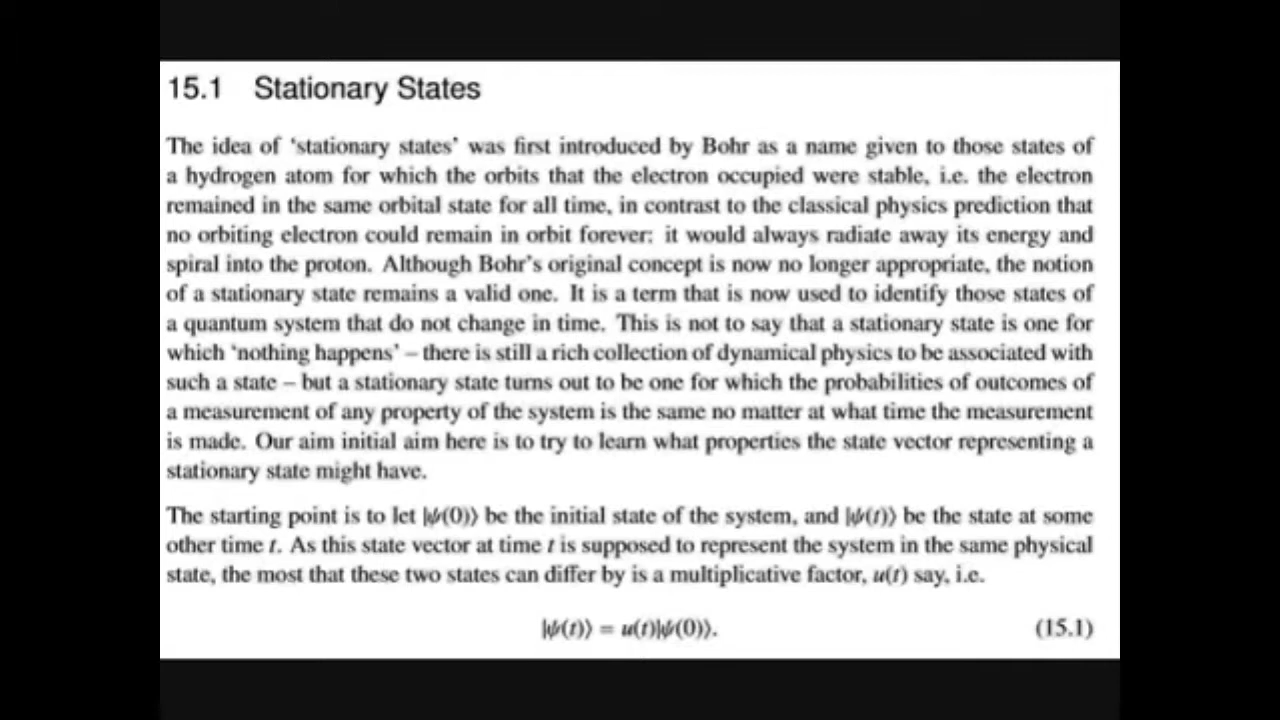 15.1 Stationary States
The idea of ‘stationary states’ was first introduced by Bohr as a name given to those states of
a hydrogen atom for which the orbits that the electron occupied were stable, i.e. the electron
remained in the same orbital state for all time, in contrast to the classical physics prediction that
no orbiting electron could remain in orbit forever: it would always radiate away its energy and
spiral into the proton. Although Bohr’s original concept is now no longer appropriate, the notion
of a stationary state remains a valid one. It is a term that is now used to identify those states of
a quantum system that do not change in time. This is not to say that a stationary state is one for
which ‘nothing happens’ – there is still a rich collection of dynamical physics to be associated with
such a state – but a stationary state turns out to be one for which the probabilities of outcomes of
a measurement of any property of the system is the same no matter at what time the measurement
is made. Our aim initial aim here is to try to learn what properties the state vector representing a
stationary state might have.
The starting point is to let |ψ(0)⟩ be the initial state of the system, and |ψ(t)⟩ be the state at some
other time t. As this state vector at time t is supposed to represent the system in the same physical
state, the most that these two states can differ by is a multiplicative factor, u(t) say, i.e.
|ψ(t)⟩ = u(t)|ψ(0)⟩. (15.1)